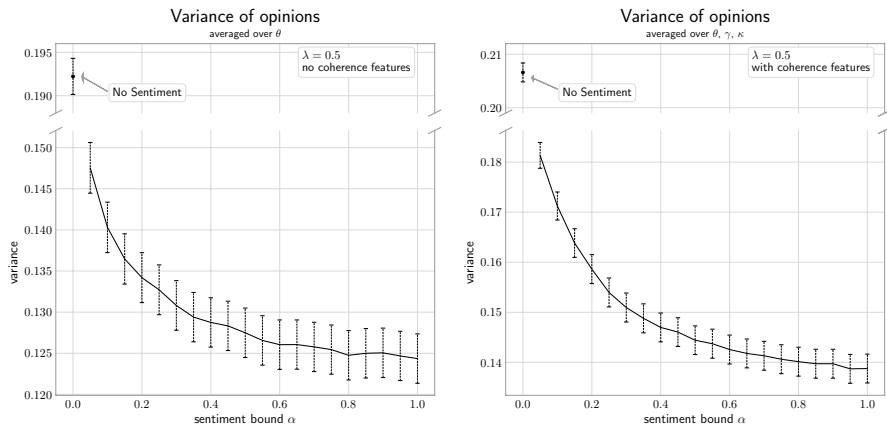 Variance of opinions
averaged over θ
0.195
0.190
λ = 0.5
no coherence features
No Sentiment
0.150
0.145
0.140
0.135
0.130
0.125
0.120
variance
0.0 0.2 0.4 0.6 0.8 1.0
sentiment bound α
Variance of opinions
averaged over θ, γ, κ
0.21
0.20
λ = 0.5
with coherence features
No Sentiment
0.18
0.17
0.16
0.15
0.14
variance
0.0 0.2 0.4 0.6 0.8 1.0
sentiment bound α